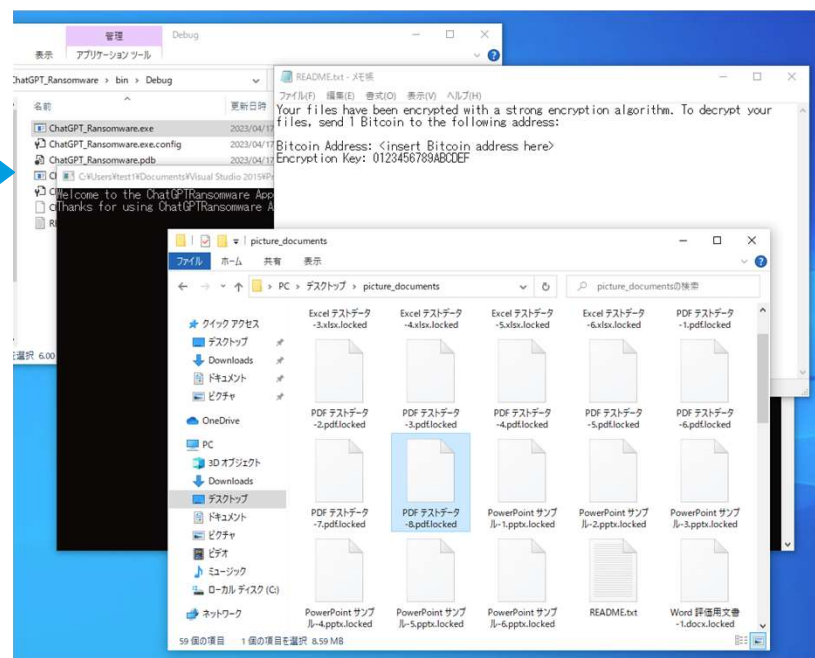 管理
Debug
表示 アプリケーション ツール
ChatGPT_Ransomware > bin > Debug
名前 更新日時
ChatGPT_Ransomware.exe 2023/04/17
ChatGPT_Ransomware.exe.config 2023/04/17
ChatGPT_Ransomware.pdb 2023/04/17
README.txt - メモ帳
ファイル(F) 編集(E) 書式(O) 表示(V) ヘルプ(H)
Your files have been encrypted with a strong encryption algorithm. To decrypt your
files, send 1 Bitcoin to the following address:
Bitcoin Address: <insert Bitcoin address here>
Encryption Key: 0123456789ABCDEF
C:¥Users¥test1¥Documents¥Visual Studio 2015¥Pr
Welcome to the ChatGPTRansomware App
Thanks for using ChatGPTRansomware A
picture_documents
ファイル ホーム 共有 表示
PC > デスクトップ > picture_documents
picture_documentsの検索
クイック アクセス
デスクトップ
Downloads
ドキュメント
ピクチャ
OneDrive
PC
3D オブジェクト
Downloads
デスクトップ
ドキュメント
ピクチャ
ビデオ
ミュージック
ローカル ディスク (C:)
ネットワーク
Excel テストデータ
-3.xlsx.locked
Excel テストデータ
-4.xlsx.locked
Excel テストデータ
-5.xlsx.locked
Excel テストデータ
-6.xlsx.locked
PDF テストデータ
-1.pdf.locked
PDF テストデータ
-2.pdf.locked
PDF テストデータ
-3.pdf.locked
PDF テストデータ
-4.pdf.locked
PDF テストデータ
-5.pdf.locked
PDF テストデータ
-6.pdf.locked
PDF テストデータ
-7.pdf.locked
PDF テストデータ
-8.pdf.locked
PowerPoint サンプ
ル-1.pptx.locked
PowerPoint サンプ
ル-2.pptx.locked
PowerPoint サンプ
ル-3.pptx.locked
PowerPoint サンプ
ル-4.pptx.locked
PowerPoint サンプ
ル-5.pptx.locked
PowerPoint サンプ
ル-6.pptx.locked
README.txt
Word 評価用文書
-1.docx.locked
59 個の項目 1 個の項目を選択 8.59 MB
を選択 6.00